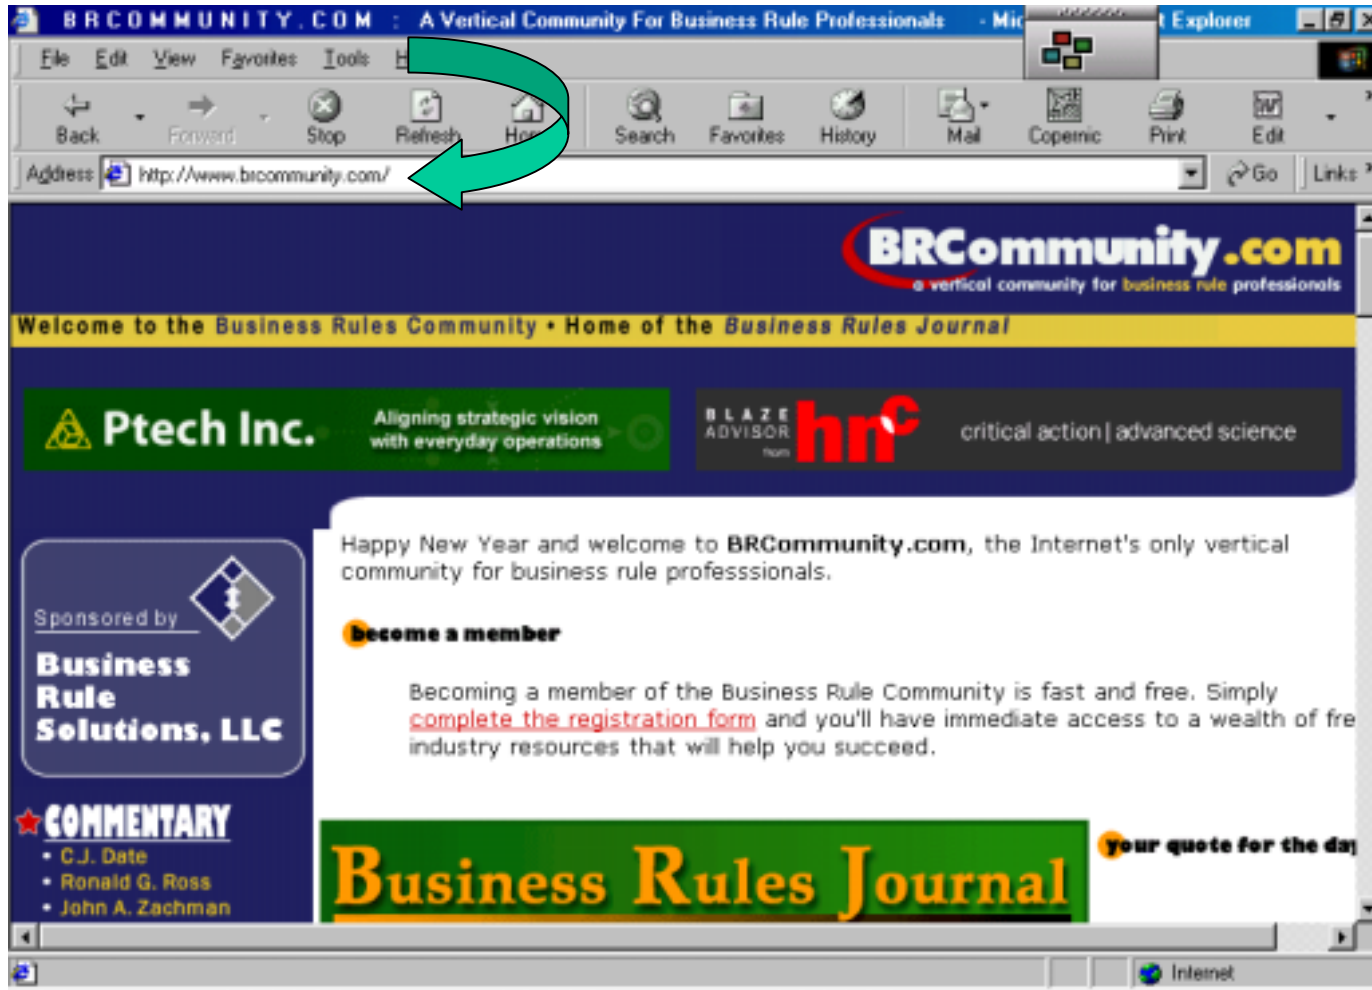 BRCOMMUNITY.COM : A Vertical Community For Business Rule Professionals - Mic t Explorer
File Edit View Favorites Tools H
Back Forward Stop Refresh Hom Search Favorites History Mail Copernic Print Edit
Address http://www.brcommunity.com/ Go Links
BRCommunity.com
a vertical community for business rule professionals
Welcome to the Business Rules Community • Home of the Business Rules Journal
Ptech Inc.
Aligning strategic vision
with everyday operations
BLAZE
ADVISOR
from
hnc
critical action | advanced science
Happy New Year and welcome to BRCommunity.com, the Internet's only vertical
community for business rule professsionals.
Sponsored by
Business
Rule
Solutions, LLC
become a member
Becoming a member of the Business Rule Community is fast and free. Simply
complete the registration form and you'll have immediate access to a wealth of fre
industry resources that will help you succeed.
COMMENTARY
• C.J. Date
• Ronald G. Ross
• John A. Zachman
Business Rules Journal
your quote for the day
Internet